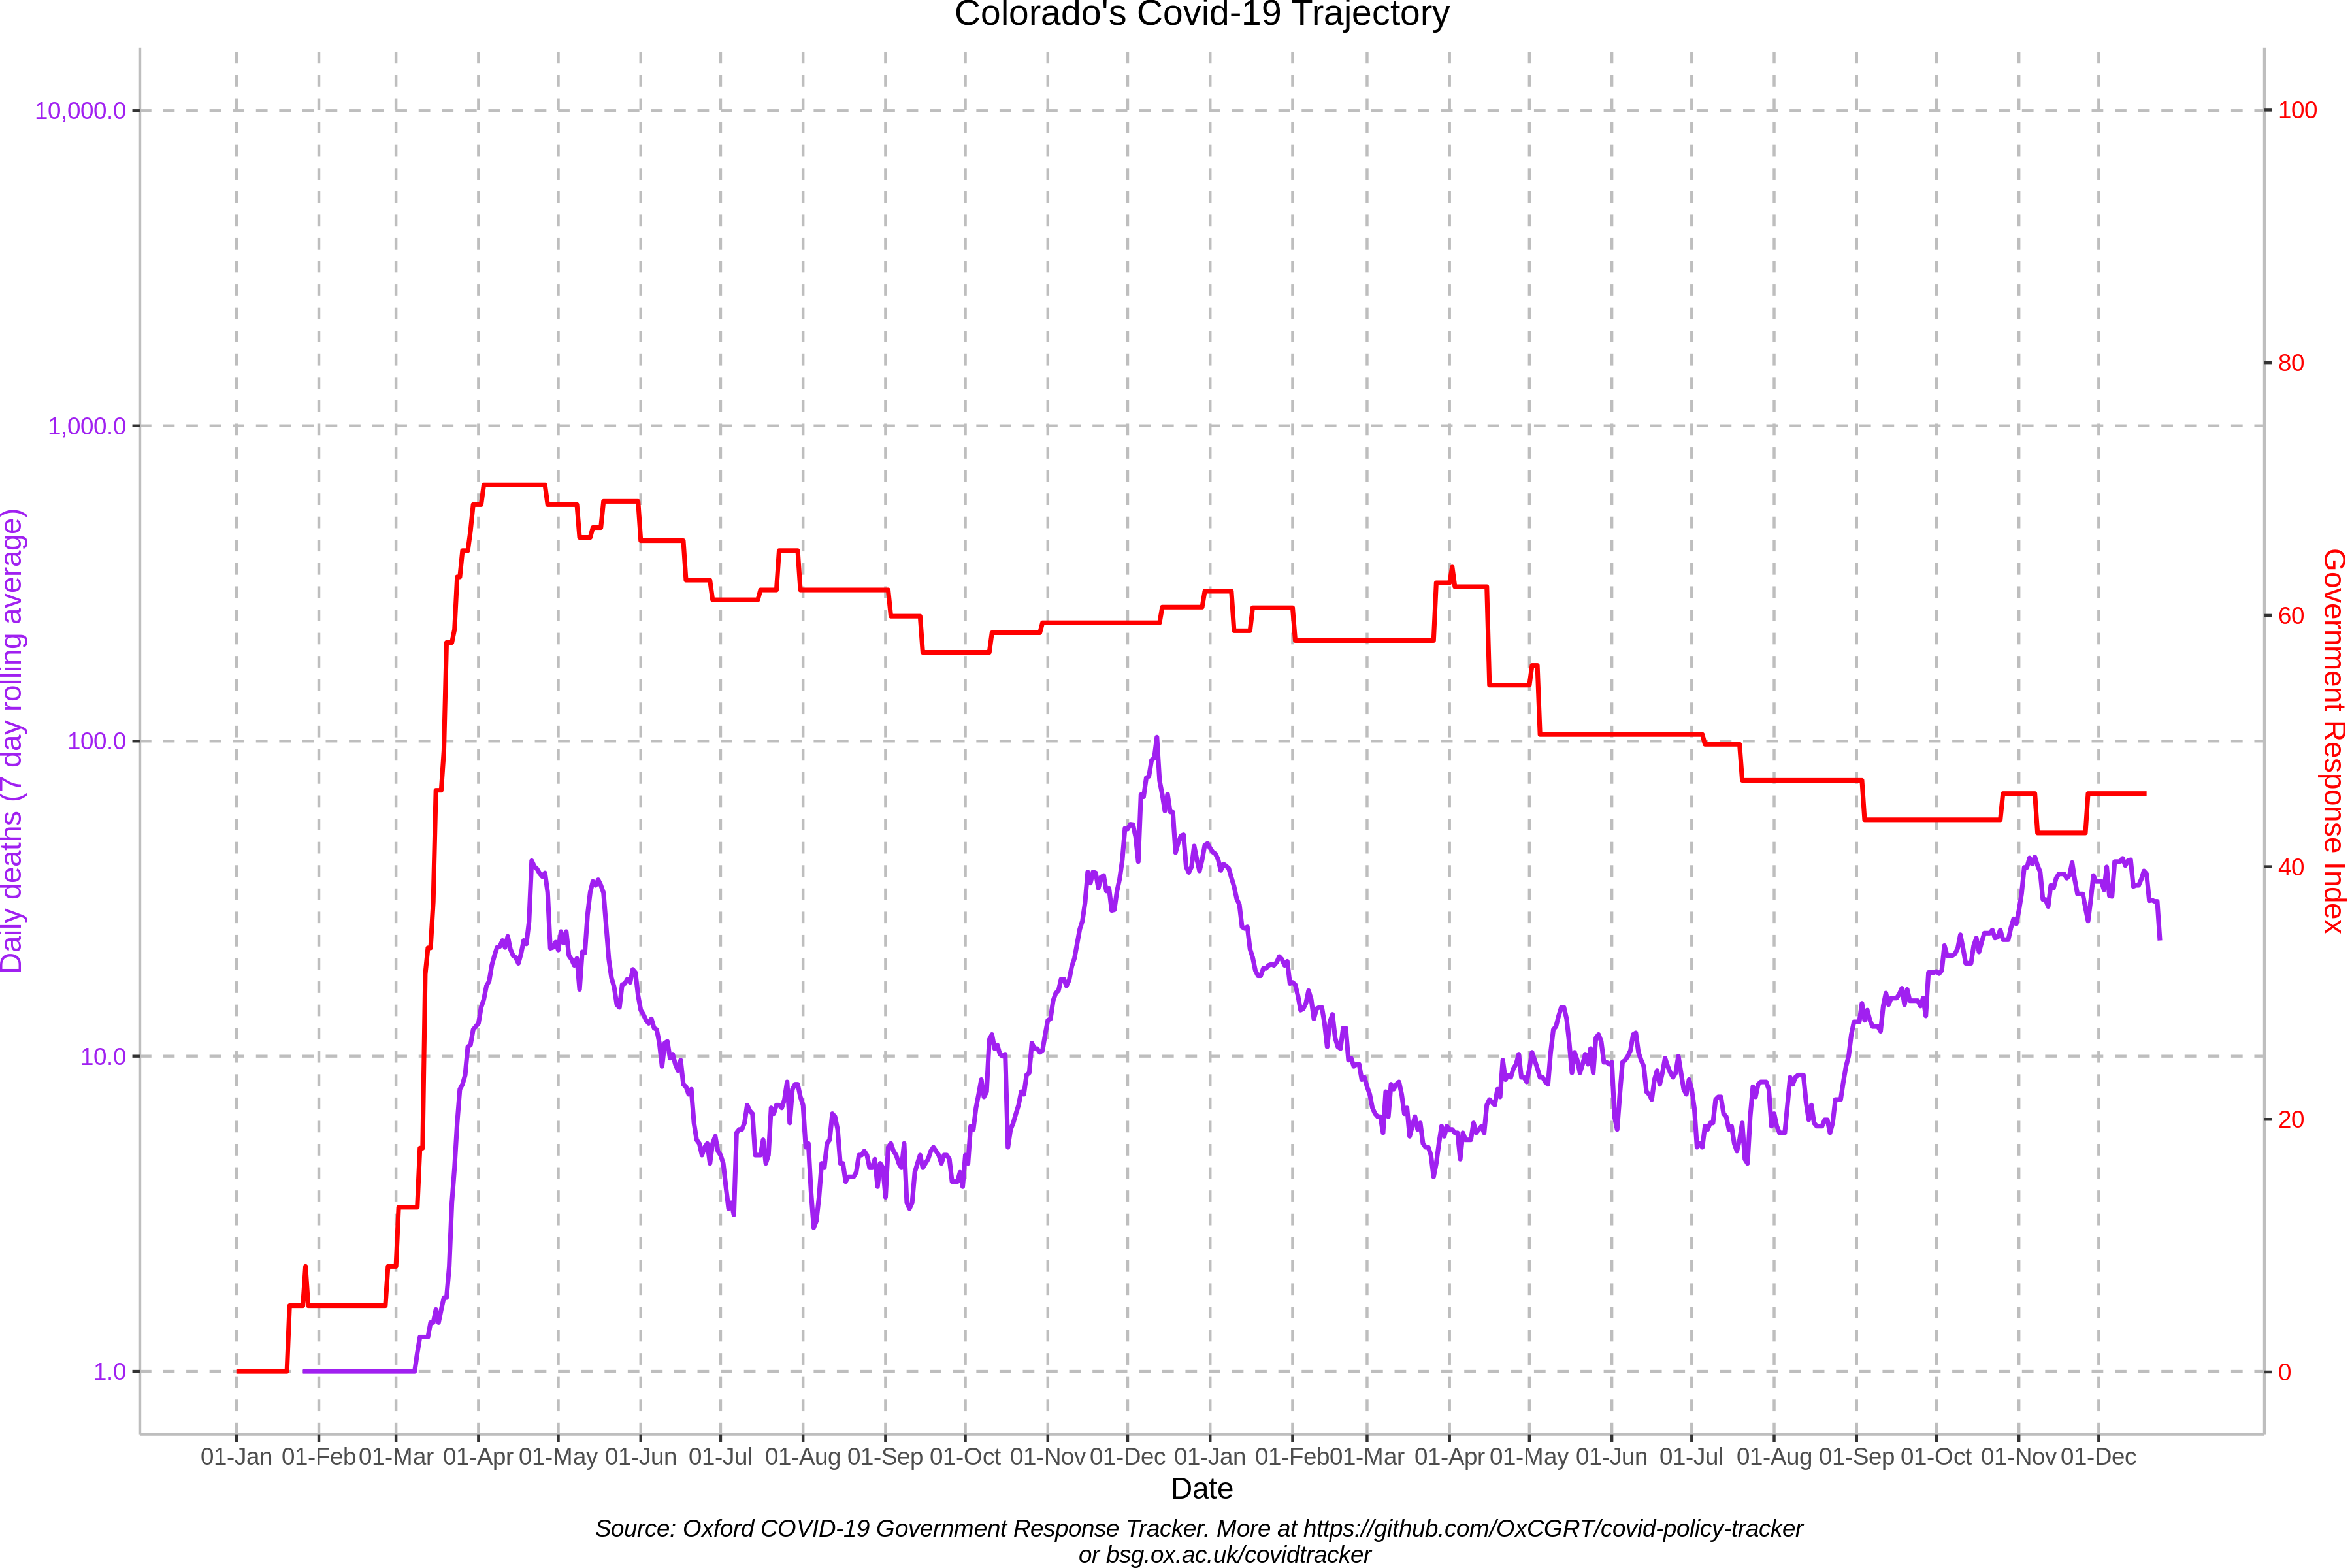 Colorado's Covid-19 Trajectory
10,000.0
1,000.0
100.0
10.0
1.0
Daily deaths (7 day rolling average)
100
80
60
40
20
0
Government Response Index
01-Jan 01-Feb 01-Mar 01-Apr 01-May 01-Jun 01-Jul 01-Aug 01-Sep 01-Oct 01-Nov 01-Dec 01-Jan 01-Feb 01-Mar 01-Apr 01-May 01-Jun 01-Jul 01-Aug 01-Sep 01-Oct 01-Nov 01-Dec
Date
Source: Oxford COVID-19 Government Response Tracker. More at https://github.com/OxCGRT/covid-policy-tracker
or bsg.ox.ac.uk/covidtracker